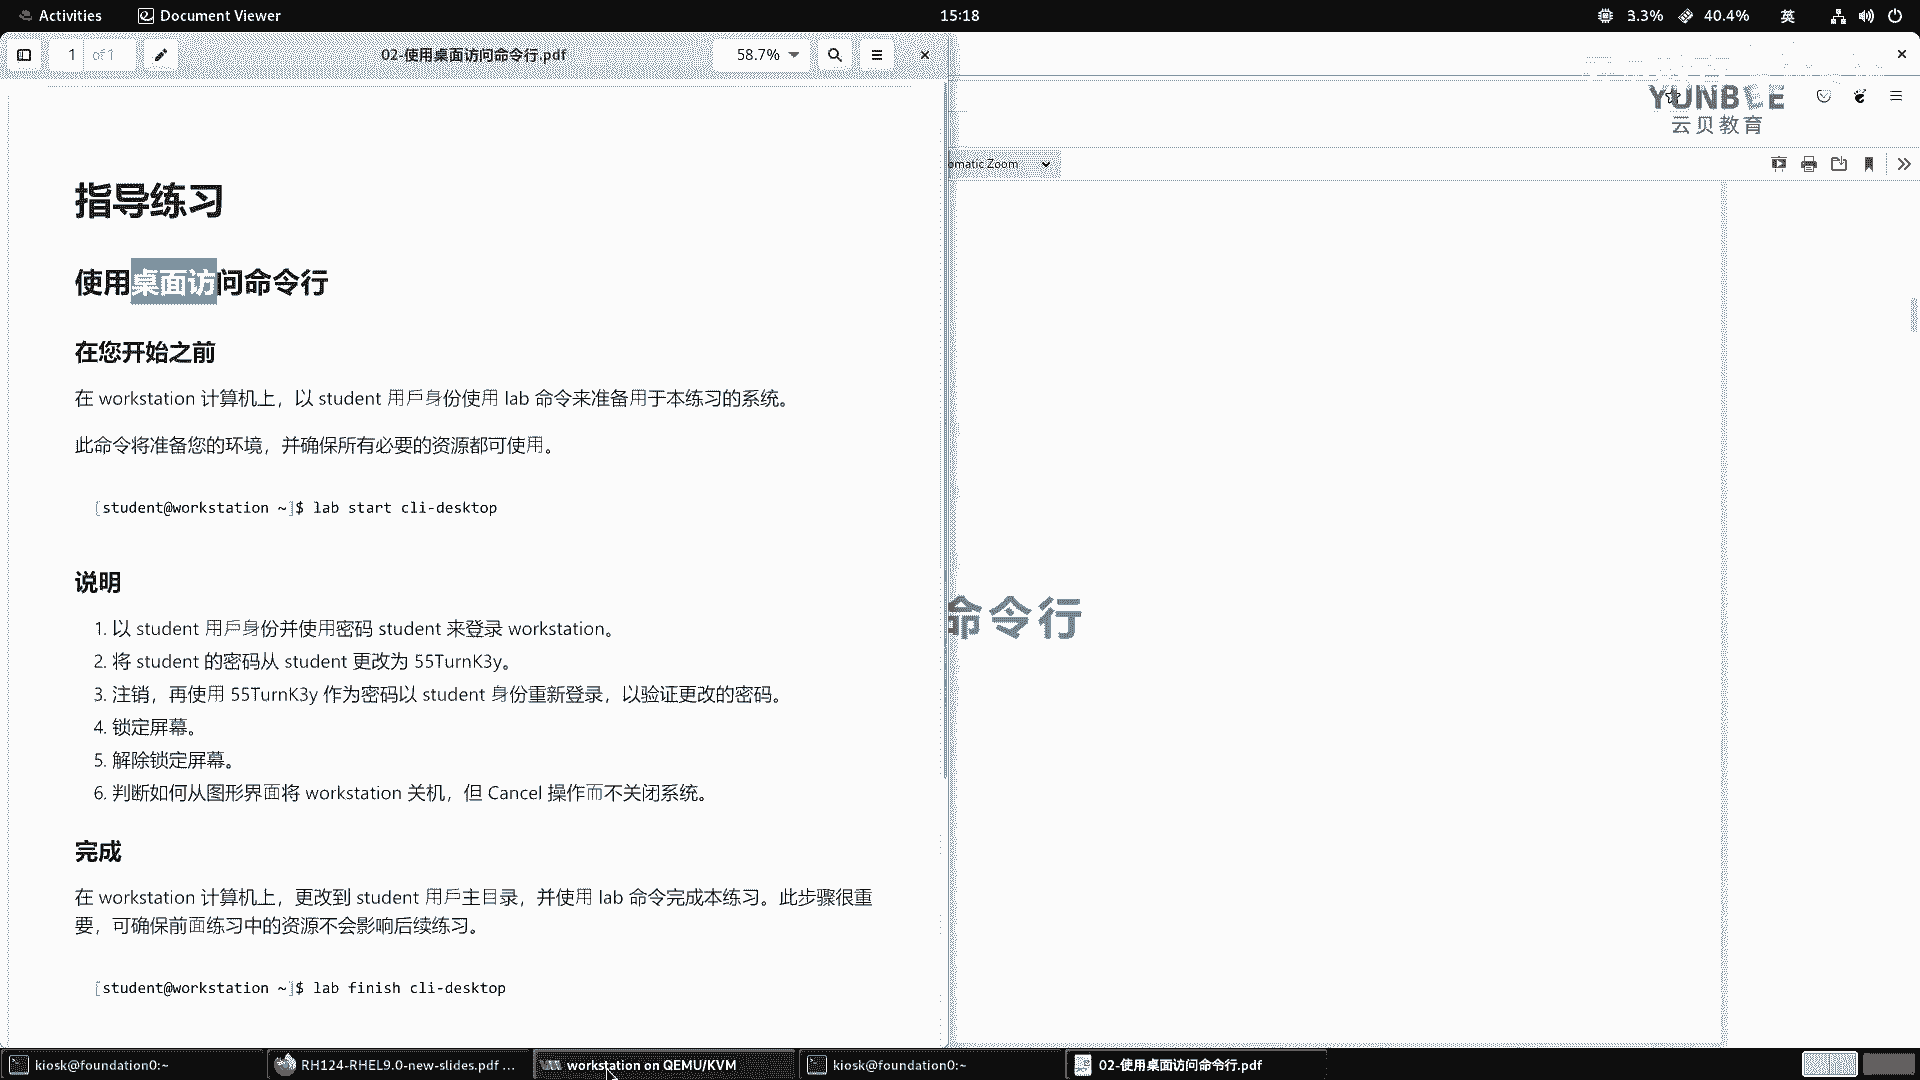 Activities
Document Viewer
15:18
3.3%
40.4%
英
1 of 1
02-使用桌面访问命令行.pdf
58.7%
YUNBEE
云贝教育
omatic Zoom
指导练习
使用桌面访问命令行
在您开始之前
在 workstation 计算机上，以 student 用戶身份使用 lab 命令来准备用于本练习的系统。
此命令将准备您的环境，并确保所有必要的资源都可使用。
[student@workstation ~]$ lab start cli-desktop
说明
命令行
1. 以 student 用戶身份并使用密码 student 来登录 workstation。
2. 将 student 的密码从 student 更改为 55TurnK3y。
3. 注销，再使用 55TurnK3y 作为密码以 student 身份重新登录，以验证更改的密码。
4. 锁定屏幕。
5. 解除锁定屏幕。
6. 判断如何从图形界面将 workstation 关机，但 Cancel 操作而不关闭系统。
完成
在 workstation 计算机上，更改到 student 用戶主目录，并使用 lab 命令完成本练习。此步骤很重
要，可确保前面练习中的资源不会影响后续练习。
[student@workstation ~]$ lab finish cli-desktop
kiosk@foundation0:~
RH124-RHEL9.0-new-slides.pdf ...
workstation on QEMU/KVM
kiosk@foundation0:~
02-使用桌面访问命令行.pdf